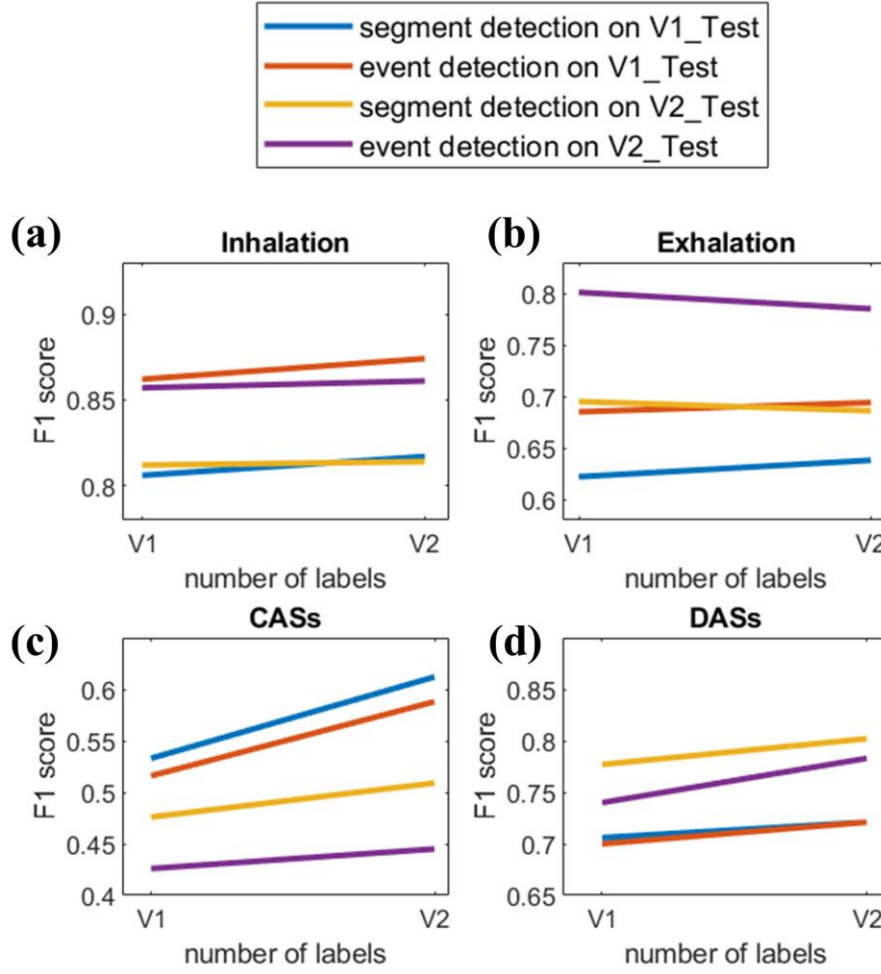 segment detection on V1_Test
event detection on V1_Test
segment detection on V2_Test
event detection on V2_Test
(a)
Inhalation
0.9
0.85
0.8
F1 score
V1
V2
number of labels
(b)
Exhalation
0.8
0.75
0.7
0.65
0.6
F1 score
V1
V2
number of labels
(c)
CASs
0.6
0.55
0.5
0.45
0.4
F1 score
V1
V2
number of labels
(d)
DASs
0.85
0.8
0.75
0.7
0.65
F1 score
V1
V2
number of labels